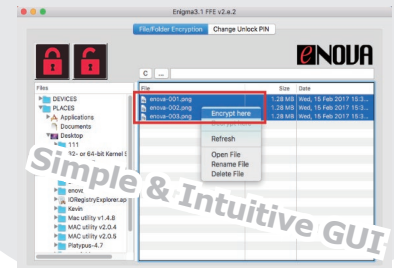 Enigma3.1 FFE v2.e.2
File/Folder Encryption Change Unlock PIN
eNOUA
C ...
Files
File Size Date
DEVICES
PLACES
Applications
Documents
Desktop
111
32- or 64-bit Kernel S
enova
IORegistryExplorer.ap
Kevin
Mac utility v1.4.8
MAC utility v2.0.4
MAC utility v2.0.5
Platypus-4.7
enova-001.png 1.28 MB Wed, 15 Feb 2017 15:3...
enova-002.png 1.28 MB Wed, 15 Feb 2017 15:3...
enova-003.png 1.28 MB Wed, 15 Feb 2017 15:3...
Encrypt here
Refresh
Open File
Rename File
Delete File
Simple & Intuitive GUI